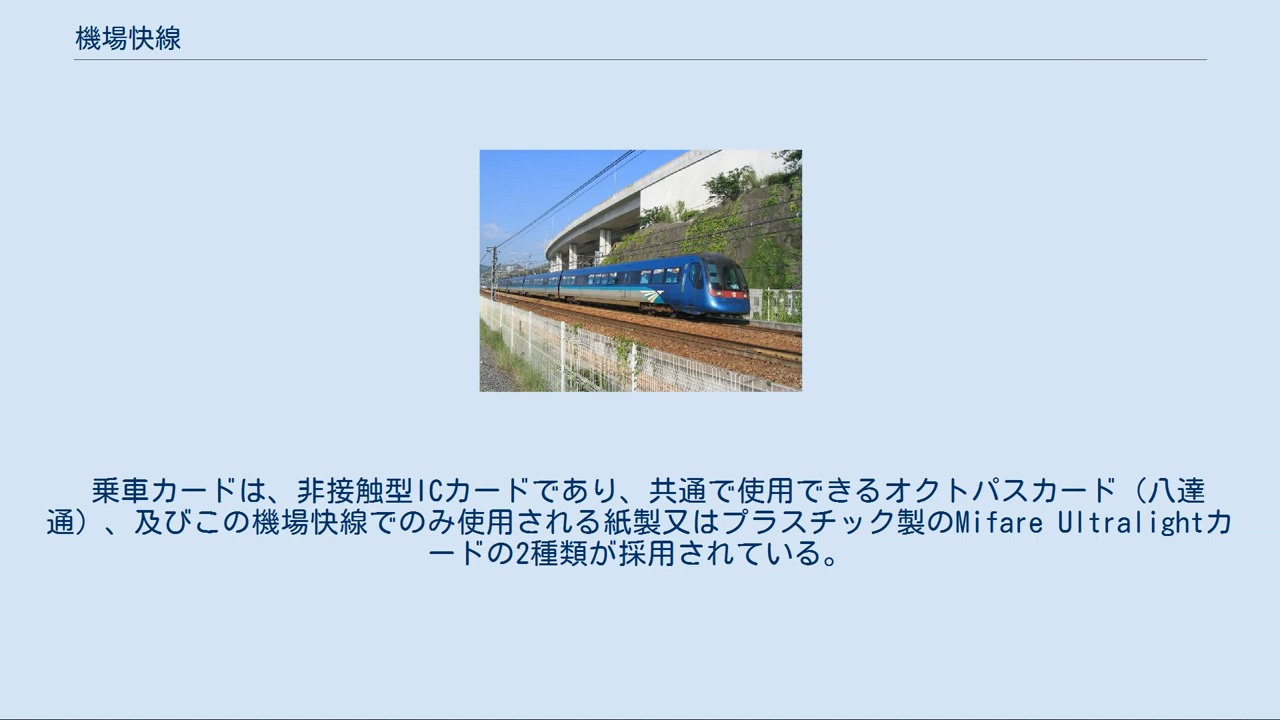 機場快線
乗車カードは、非接触型ICカードであり、共通で使用できるオクトパスカード（八達
通）、及びこの機場快線でのみ使用される紙製又はプラスチック製のMifare Ultralightカ
ードの2種類が採用されている。